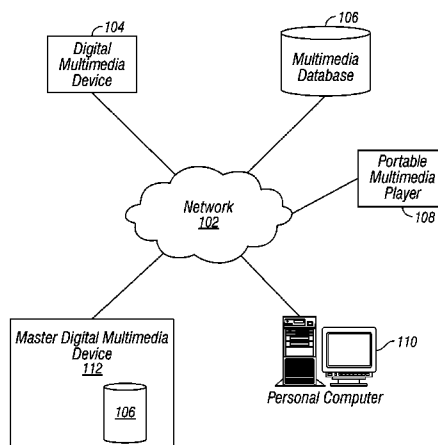 104
Digital
Multimedia
Device
106
Multimedia
Database
Portable
Multimedia
Player
108
Network
102
Master Digital Multimedia
Device
112
106
110
Personal Computer